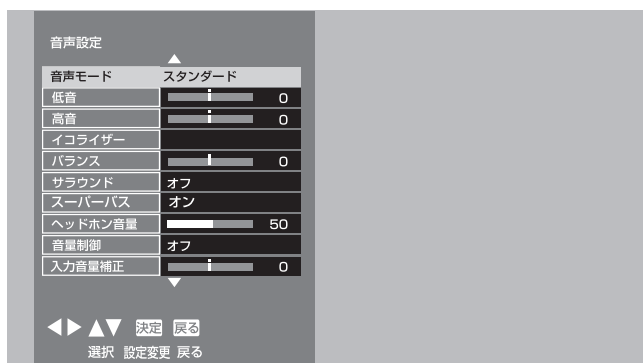 音声設定
音声モード スタンダード
低音 0
高音 0
イコライザー
バランス 0
サラウンド オフ
スーパーバス オン
ヘッドホン音量 50
音量制御 オフ
入力音量補正 0
決定 戻る
選択 設定変更 戻る